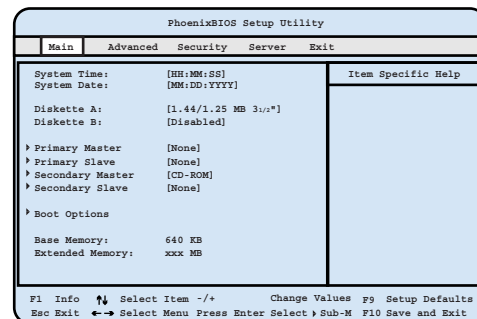 PhoenixBIOS Setup Utility
Main Advanced Security Server Exit
System Time: [HH:MM:SS]
System Date: [MM:DD:YYYY]
Item Specific Help
Diskette A: [1.44/1.25 MB 31/2"]
Diskette B: [Disabled]
Primary Master [None]
Primary Slave [None]
Secondary Master [CD-ROM]
Secondary Slave [None]
Boot Options
Base Memory: 640 KB
Extended Memory: xxx MB
F1 Info ↑↓ Select Item -/+ Change Values F9 Setup Defaults
Esc Exit ←→ Select Menu Press Enter Select ▸ Sub-M F10 Save and Exit